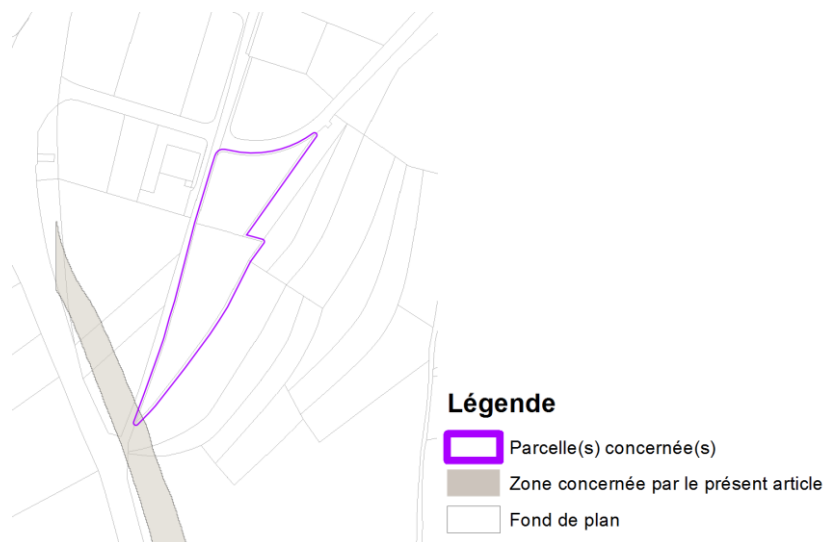 Légende
Parcelle(s) concernée(s)
Zone concernée par le présent article
Fond de plan